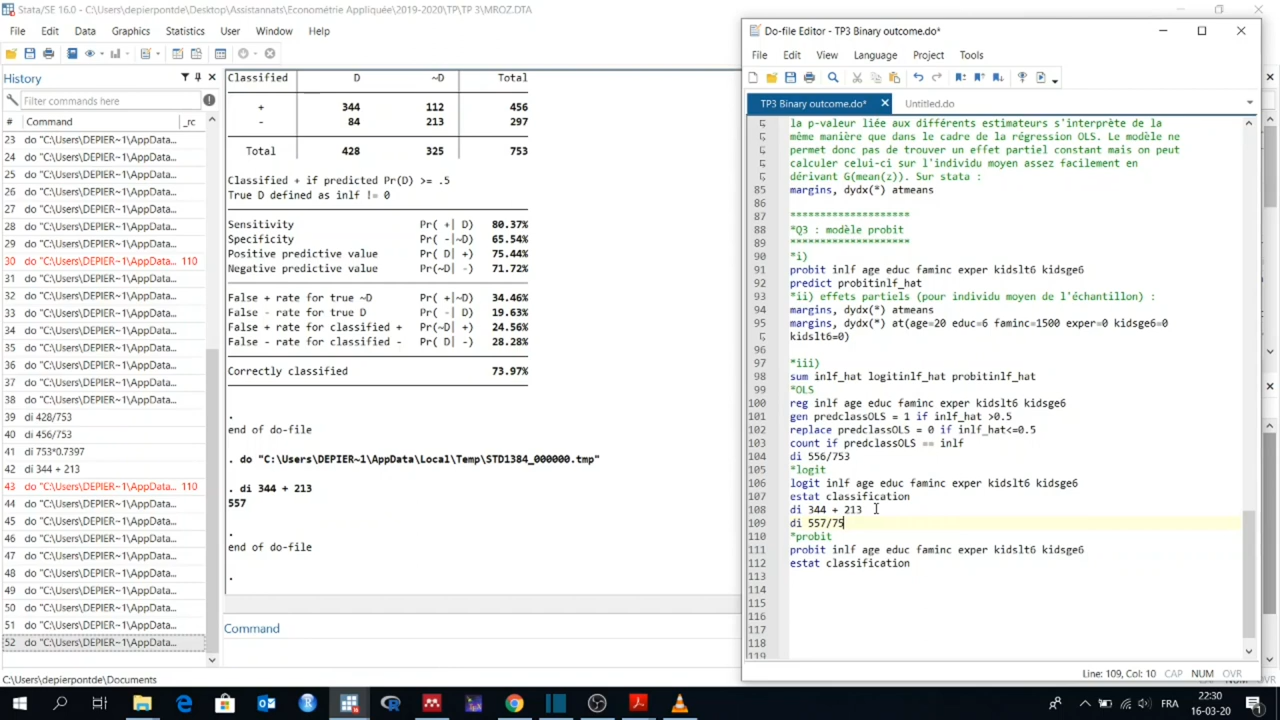 Stata/SE 16.0 - C:\Users\depierpontde\Desktop\Assistannats\Econométrie Appliquée\2019-2020\TP\TP 3\MROZ.DTA
File Edit Data Graphics Statistics User Window Help
History
Filter commands here
# Command _rc
23 do "C:\Users\DEPIER~1\AppData...
24 do "C:\Users\DEPIER~1\AppData...
25 do "C:\Users\DEPIER~1\AppData...
26 do "C:\Users\DEPIER~1\AppData...
27 do "C:\Users\DEPIER~1\AppData...
28 do "C:\Users\DEPIER~1\AppData...
29 do "C:\Users\DEPIER~1\AppData...
30 do "C:\Users\DEPIER~1\AppData... 110
31 do "C:\Users\DEPIER~1\AppData...
32 do "C:\Users\DEPIER~1\AppData...
33 do "C:\Users\DEPIER~1\AppData...
34 do "C:\Users\DEPIER~1\AppData...
35 do "C:\Users\DEPIER~1\AppData...
36 do "C:\Users\DEPIER~1\AppData...
37 do "C:\Users\DEPIER~1\AppData...
38 do "C:\Users\DEPIER~1\AppData...
39 di 428/753
40 di 456/753
41 di 753*0.7397
42 di 344 + 213
43 do "C:\Users\DEPIER~1\AppData... 110
44 do "C:\Users\DEPIER~1\AppData...
45 do "C:\Users\DEPIER~1\AppData...
46 do "C:\Users\DEPIER~1\AppData...
47 do "C:\Users\DEPIER~1\AppData...
48 do "C:\Users\DEPIER~1\AppData...
49 do "C:\Users\DEPIER~1\AppData...
50 do "C:\Users\DEPIER~1\AppData...
51 do "C:\Users\DEPIER~1\AppData...
52 do "C:\Users\DEPIER~1\AppData...
Classified D ~D Total
+ 344 112 456
- 84 213 297
Total 428 325 753
Classified + if predicted Pr(D) >= .5
True D defined as inlf != 0
Sensitivity Pr( +| D) 80.37%
Specificity Pr( -|~D) 65.54%
Positive predictive value Pr( D| +) 75.44%
Negative predictive value Pr(~D| -) 71.72%
False + rate for true ~D Pr( +|~D) 34.46%
False - rate for true D Pr( -| D) 19.63%
False + rate for classified + Pr(~D| +) 24.56%
False - rate for classified - Pr( D| -) 28.28%
Correctly classified 73.97%
.
end of do-file
. do "C:\Users\DEPIER~1\AppData\Local\Temp\STD1384_000000.tmp"
. di 344 + 213
557
.
end of do-file
.
Command
Do-file Editor - TP3 Binary outcome.do*
File Edit View Language Project Tools
TP3 Binary outcome.do* Untitled.do
la p-valeur liée aux différents estimateurs s'interprète de la
même manière que dans le cadre de la régression OLS. Le modèle ne
permet donc pas de trouver un effet partiel constant mais on peut
calculer celui-ci sur l'individu moyen assez facilement en
dérivant G(mean(z)). Sur stata :
85 margins, dydx(*) atmeans
86
87 ********************
88 *Q3 : modèle probit
89 ********************
90 *i)
91 probit inlf age educ faminc exper kidslt6 kidsge6
92 predict probitinlf_hat
93 *ii) effets partiels (pour individu moyen de l'échantillon) :
94 margins, dydx(*) atmeans
95 margins, dydx(*) at(age=20 educ=6 faminc=1500 exper=0 kidsge6=0
kidslt6=0)
96
97 *iii)
98 sum inlf_hat logitinlf_hat probitinlf_hat
99 *OLS
100 reg inlf age educ faminc exper kidslt6 kidsge6
101 gen predclassOLS = 1 if inlf_hat >0.5
102 replace predclassOLS = 0 if inlf_hat<=0.5
103 count if predclassOLS == inlf
104 di 556/753
105 *logit
106 logit inlf age educ faminc exper kidslt6 kidsge6
107 estat classification
108 di 344 + 213
109 di 557/75
110 *probit
111 probit inlf age educ faminc exper kidslt6 kidsge6
112 estat classification
113
114
115
116
117
118
119
Line: 109, Col: 10 CAP NUM OVR
C:\Users\depierpontde\Documents
FRA
22:30
16-03-20